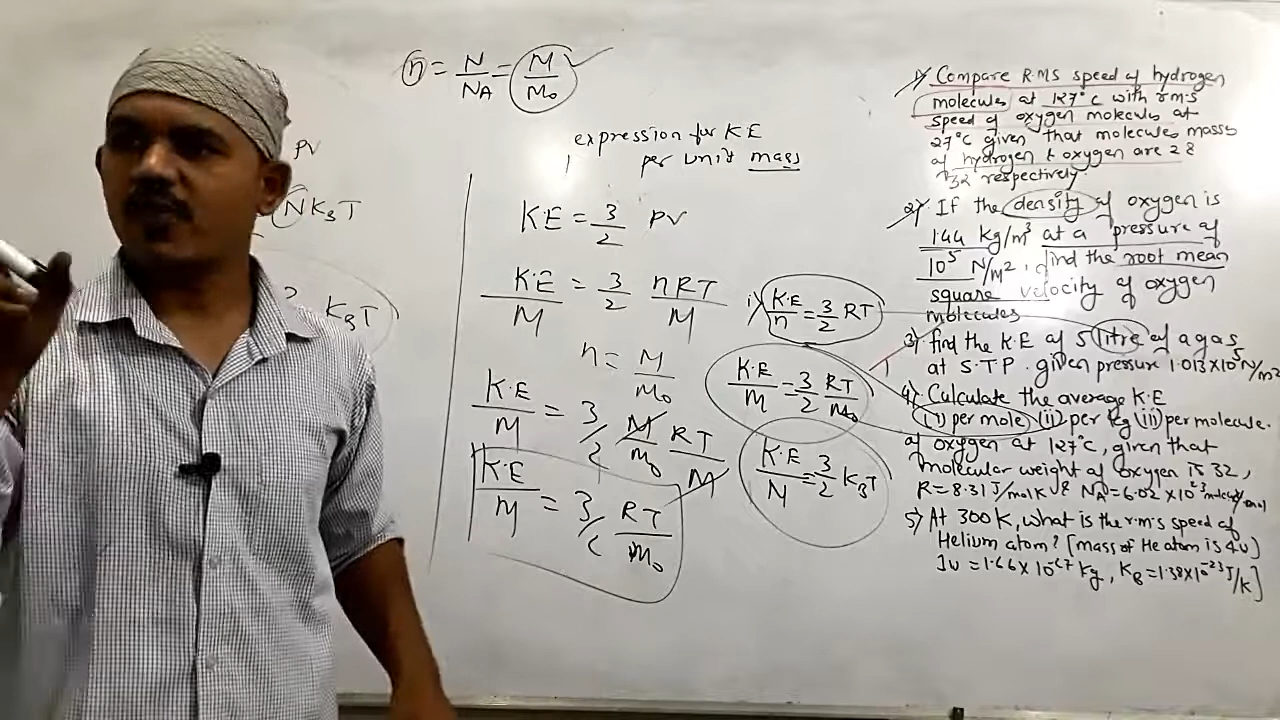 n = N/NA = M/M₀
PV
NKBT
KBT
expression for KE
per unit mass
KE = 3/2 PV
K.E/M = 3/2 nRT/M
n = M/M₀
K.E/M = 3/2 M/M₀ RT/M
K.E/M = 3/2 RT/M₀
i) K.E/n = 3/2 RT
K.E/M = 3/2 RT/M₀
K.E/N = 3/2 KBT
1) Compare R.M.S speed of hydrogen
molecules at 127°C with r.m.s
speed of oxygen molecules at
27°C given that molecules masses
of hydrogen & oxygen are 2 &
32 respectively.
2) If the density of oxygen is
1.44 kg/m³ at a pressure of
10⁵ N/m², find the root mean
square velocity of oxygen
molecules
3) find the K.E of 5 litre of a gas
at S.T.P. given pressure 1.013×10⁵N/m²
4) Calculate the average K.E
(i) per mole (ii) per kg (iii) per molecule.
of oxygen at 127°C, given that
molecular weight of oxygen is 32,
R=8.31 J/mol K & NA=6.02×10²³
5) At 300K, what is the r.m.s speed of
Helium atom? [mass of He atom is 4u]
1u = 1.66×10⁻²⁷ kg, KB=1.38×10⁻²³J/K]